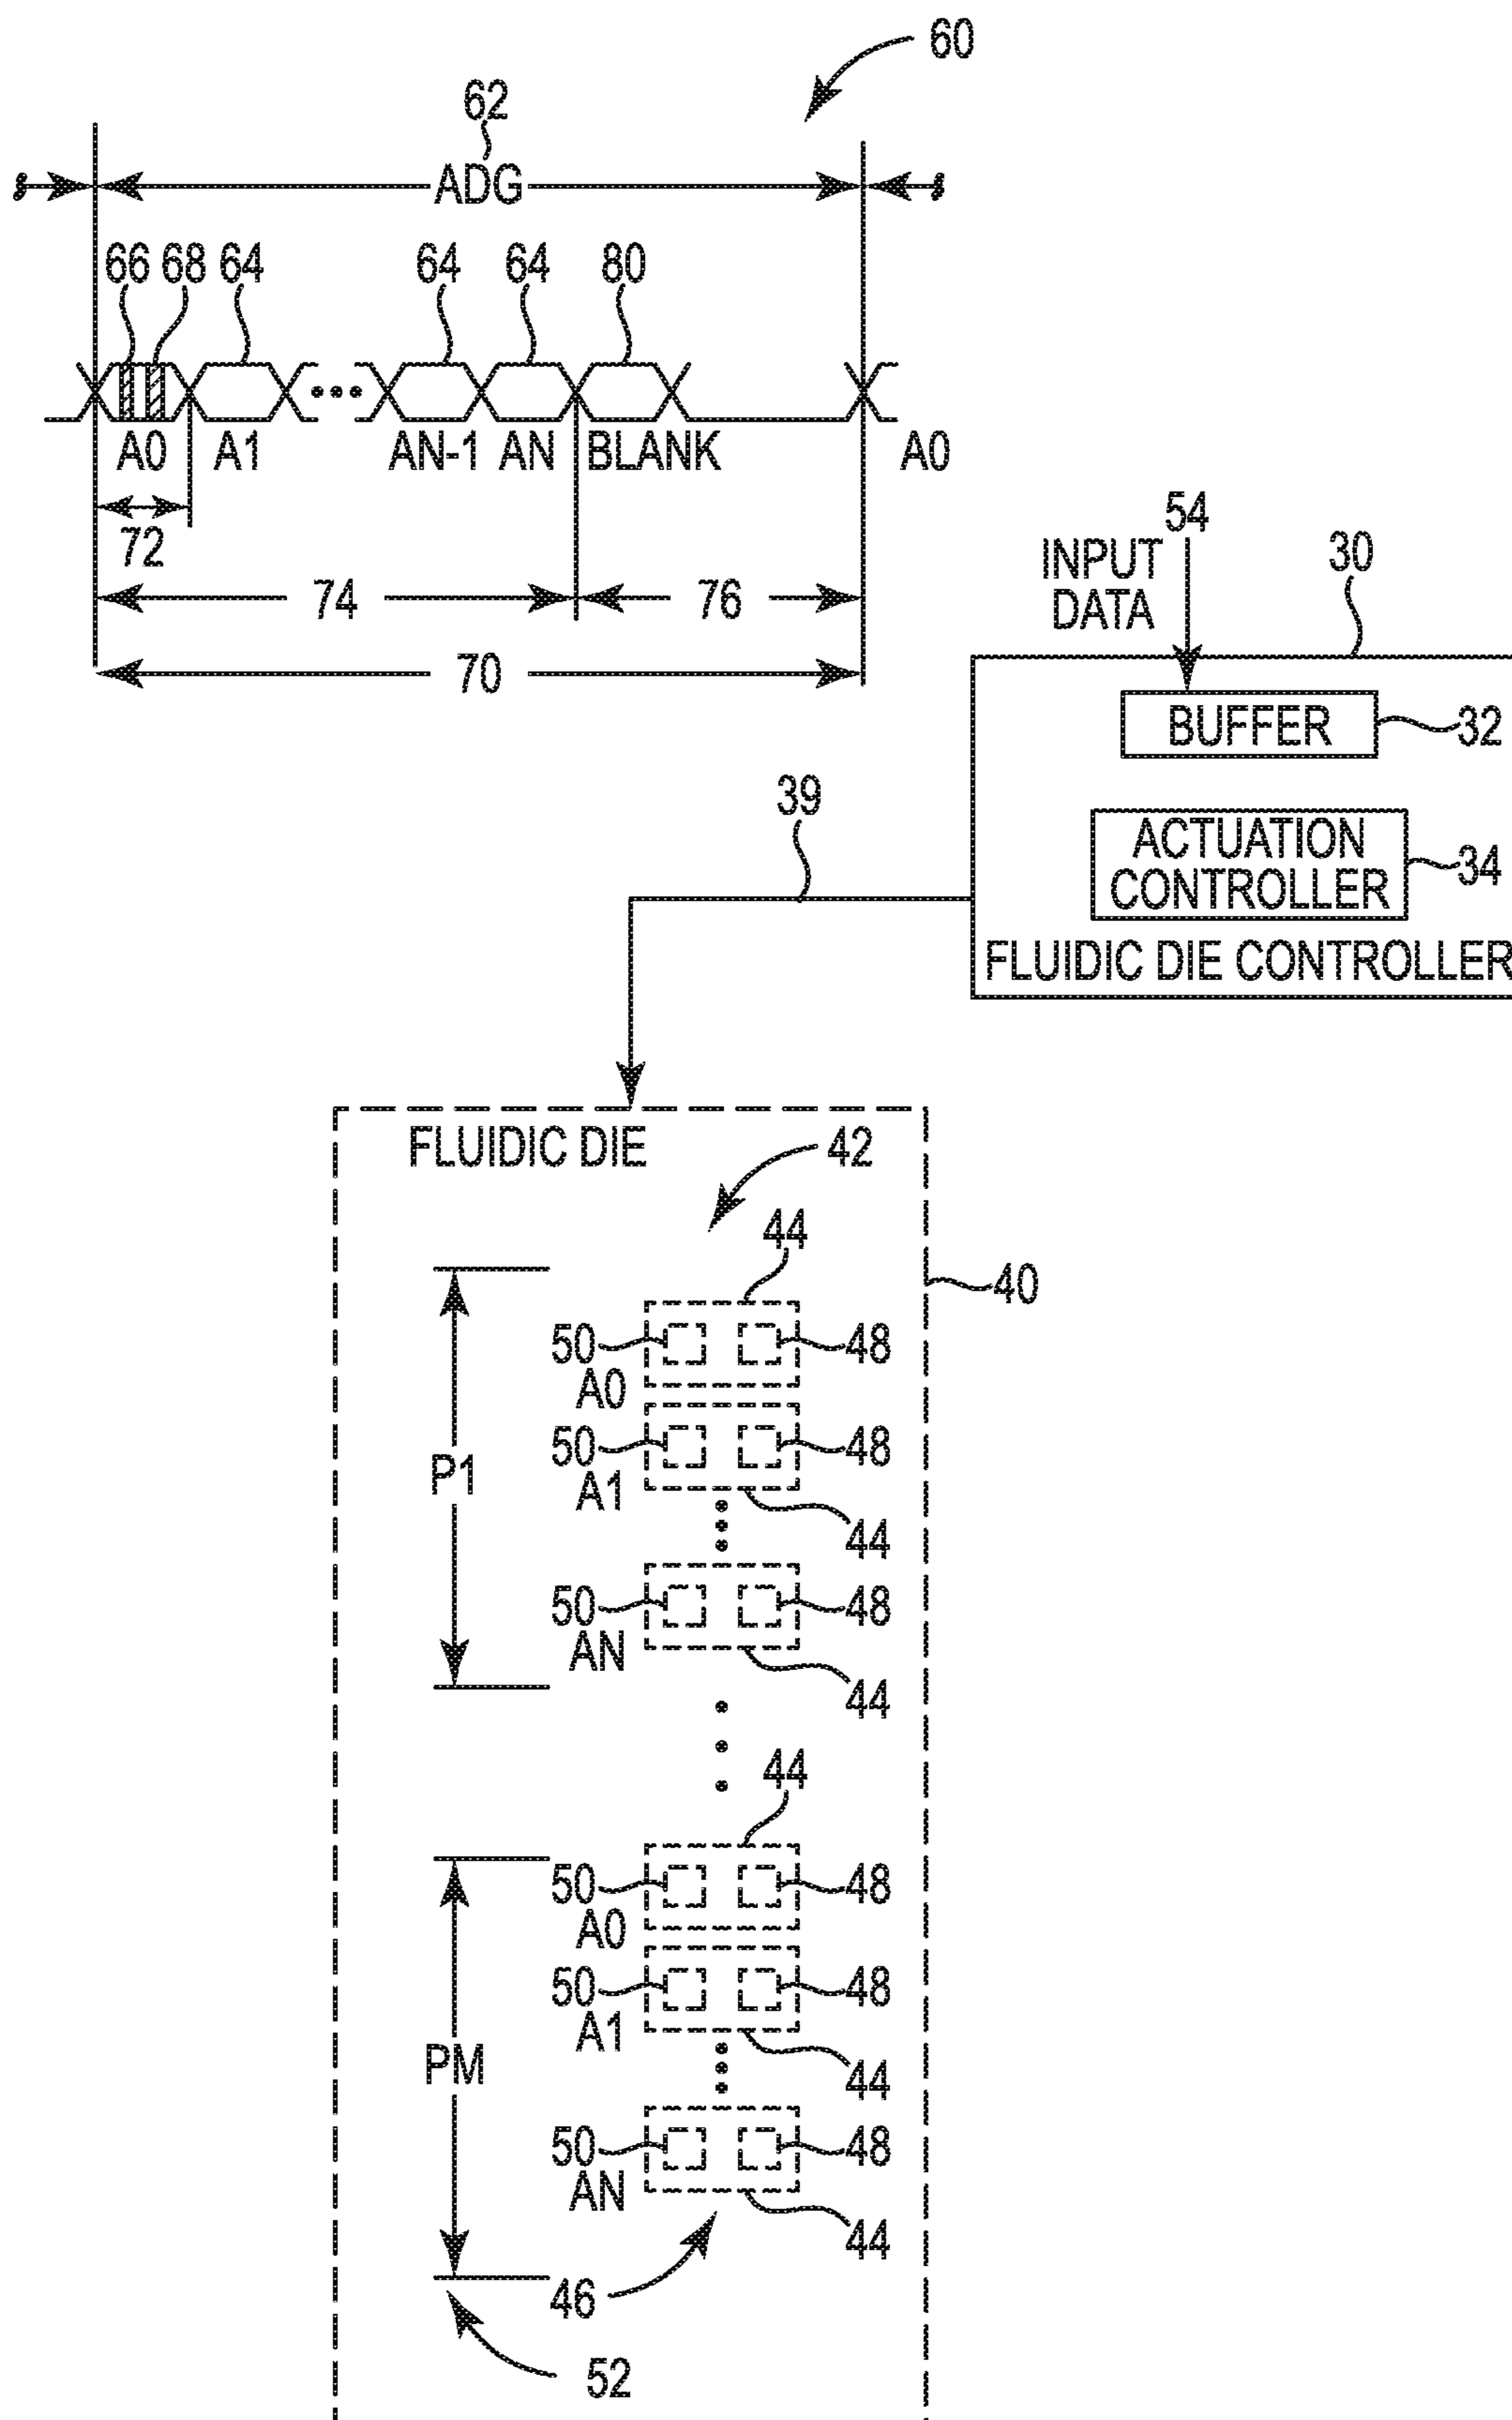 60
62
ADG
66 68 64 64 64 80
A0 A1 AN-1 AN BLANK A0
72
74 76
70
54
INPUT
DATA
30
BUFFER
32
39
ACTUATION
CONTROLLER
34
FLUIDIC DIE CONTROLLER
FLUIDIC DIE
42
44
40
50 48
A0
50 48
P1
A1
44
50 48
AN
44
44
50 48
A0
50 48
A1
PM
44
50 48
AN
44
46
52